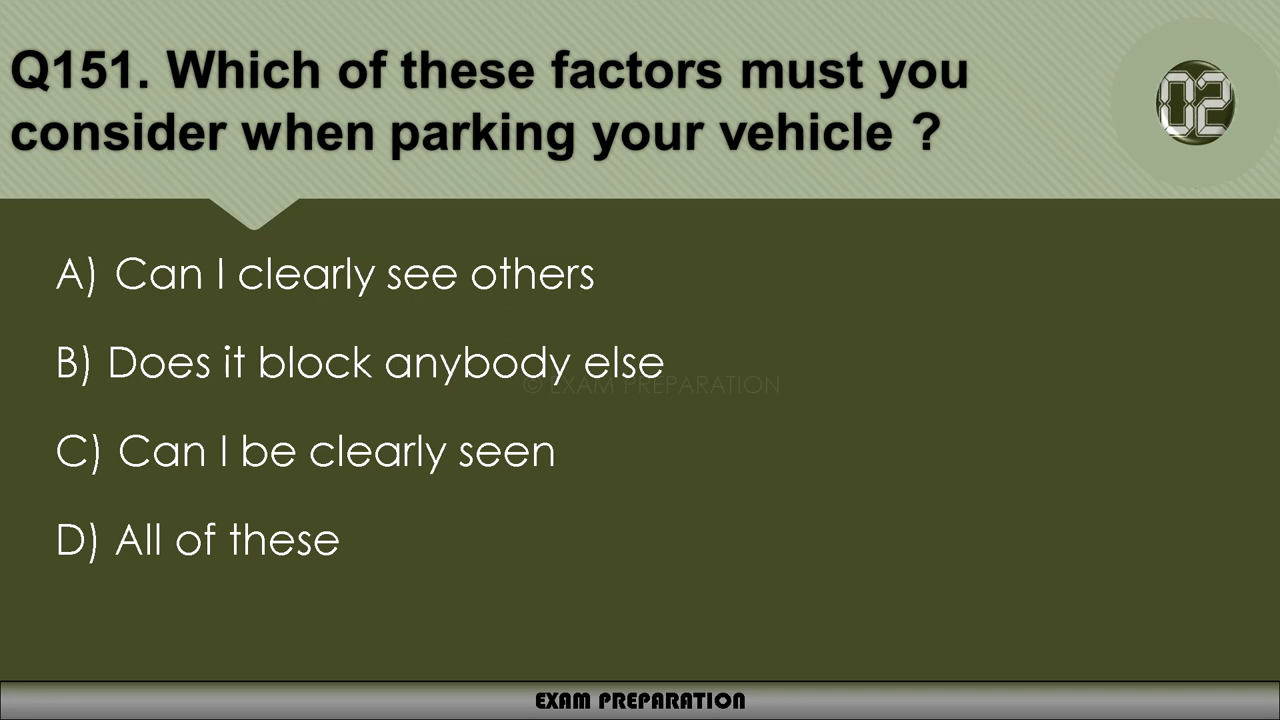 Q151. Which of these factors must you
consider when parking your vehicle ?
02
A) Can I clearly see others
B) Does it block anybody else
© EXAM PREPARATION
C) Can I be clearly seen
D) All of these
EXAM PREPARATION